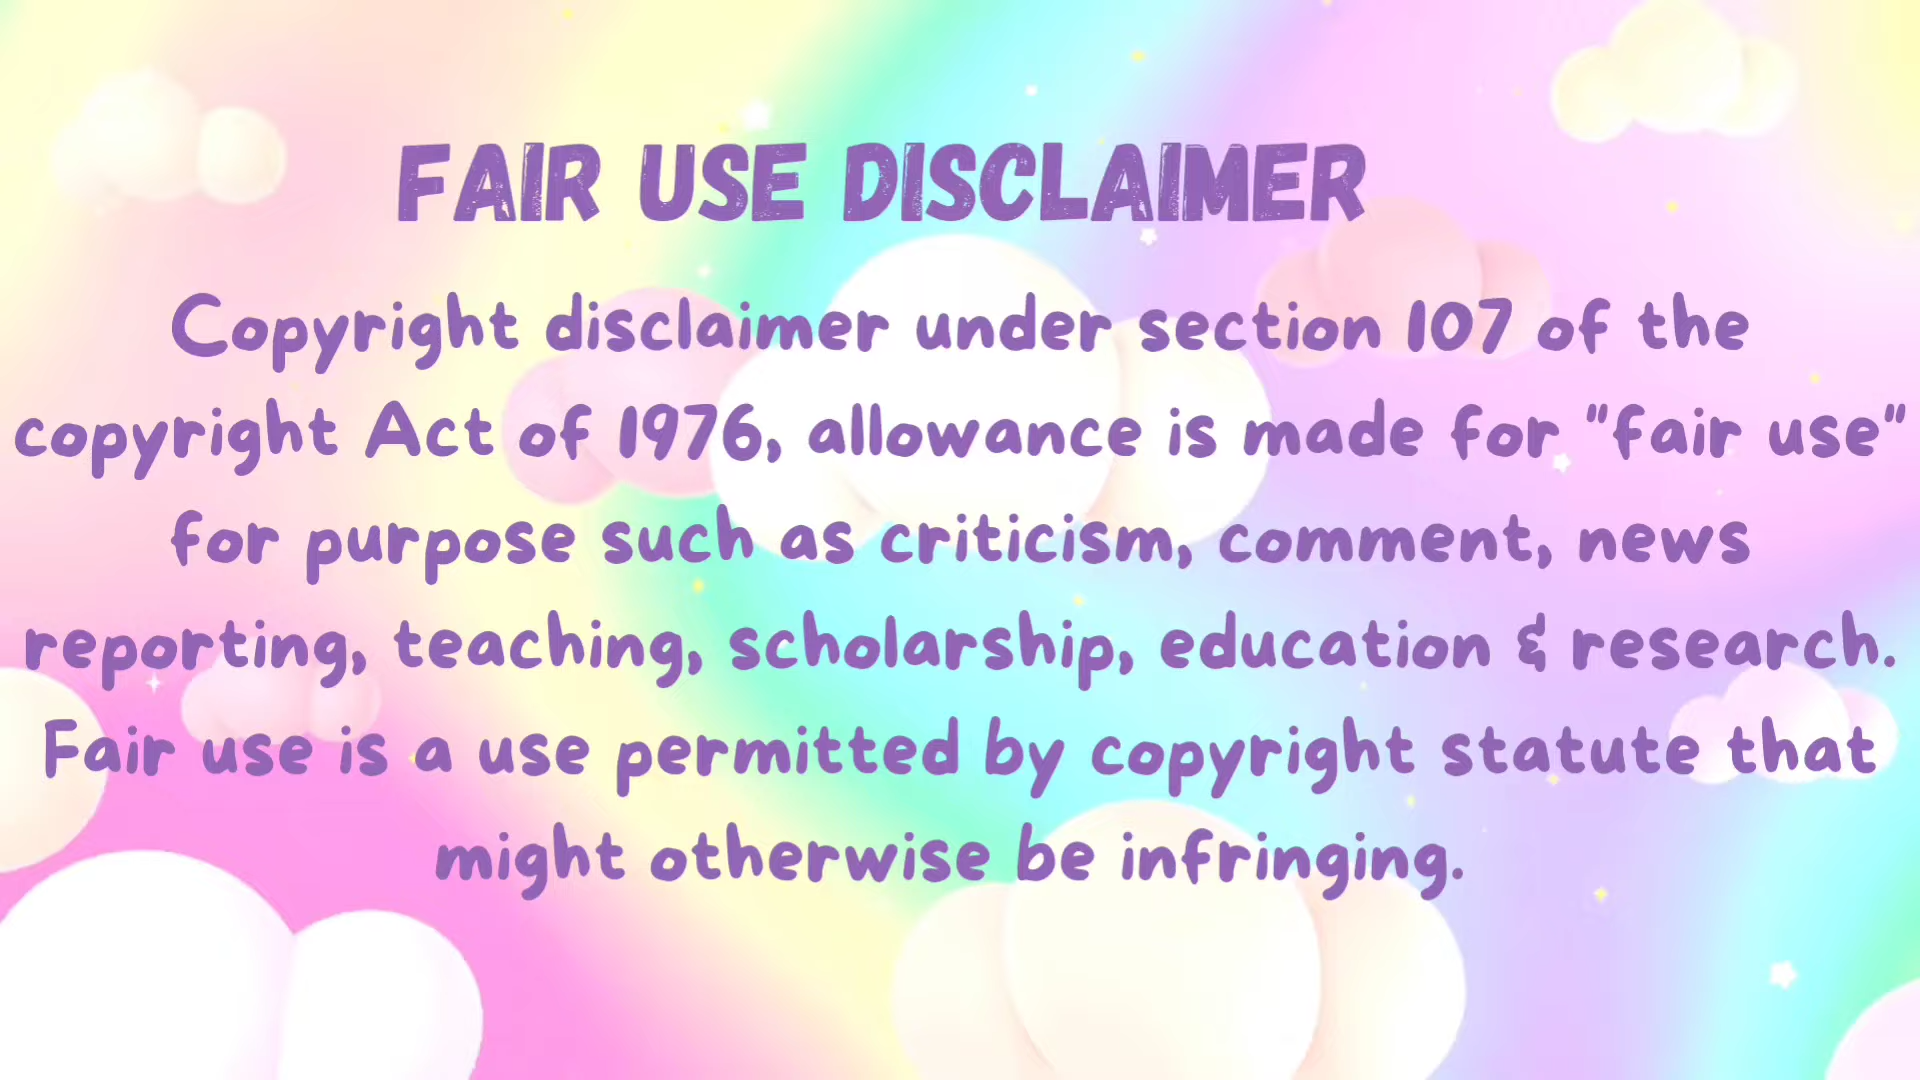 FAIR USE DISCLAIMER
Copyright disclaimer under section 107 of the
copyright Act of 1976, allowance is made for "fair use"
for purpose such as criticism, comment, news
reporting, teaching, scholarship, education & research.
Fair use is a use permitted by copyright statute that
might otherwise be infringing.